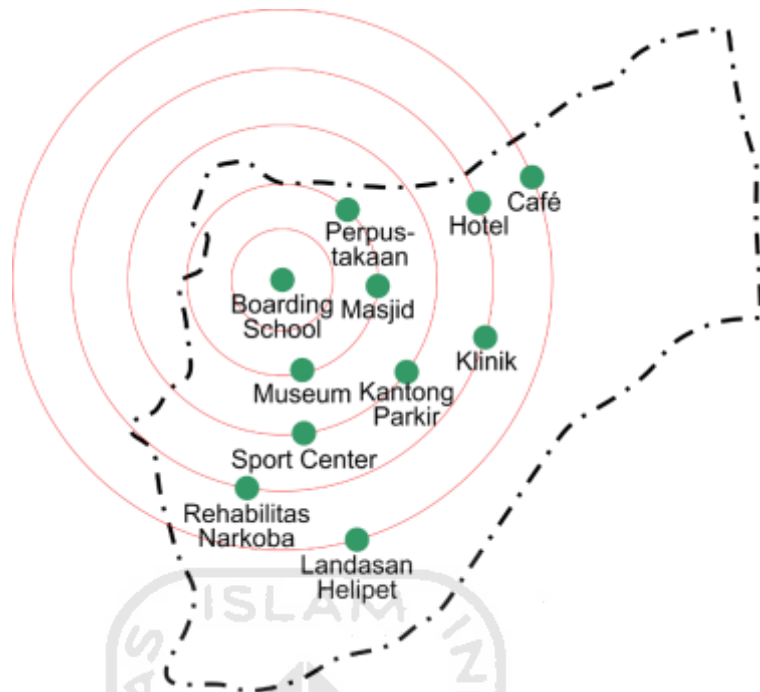 Café
Hotel
Perpus-
takaan
Boarding
School
Masjid
Klinik
Museum
Kantong
Parkir
Sport Center
Rehabilitas
Narkoba
Landasan
Helipet
ISLAM